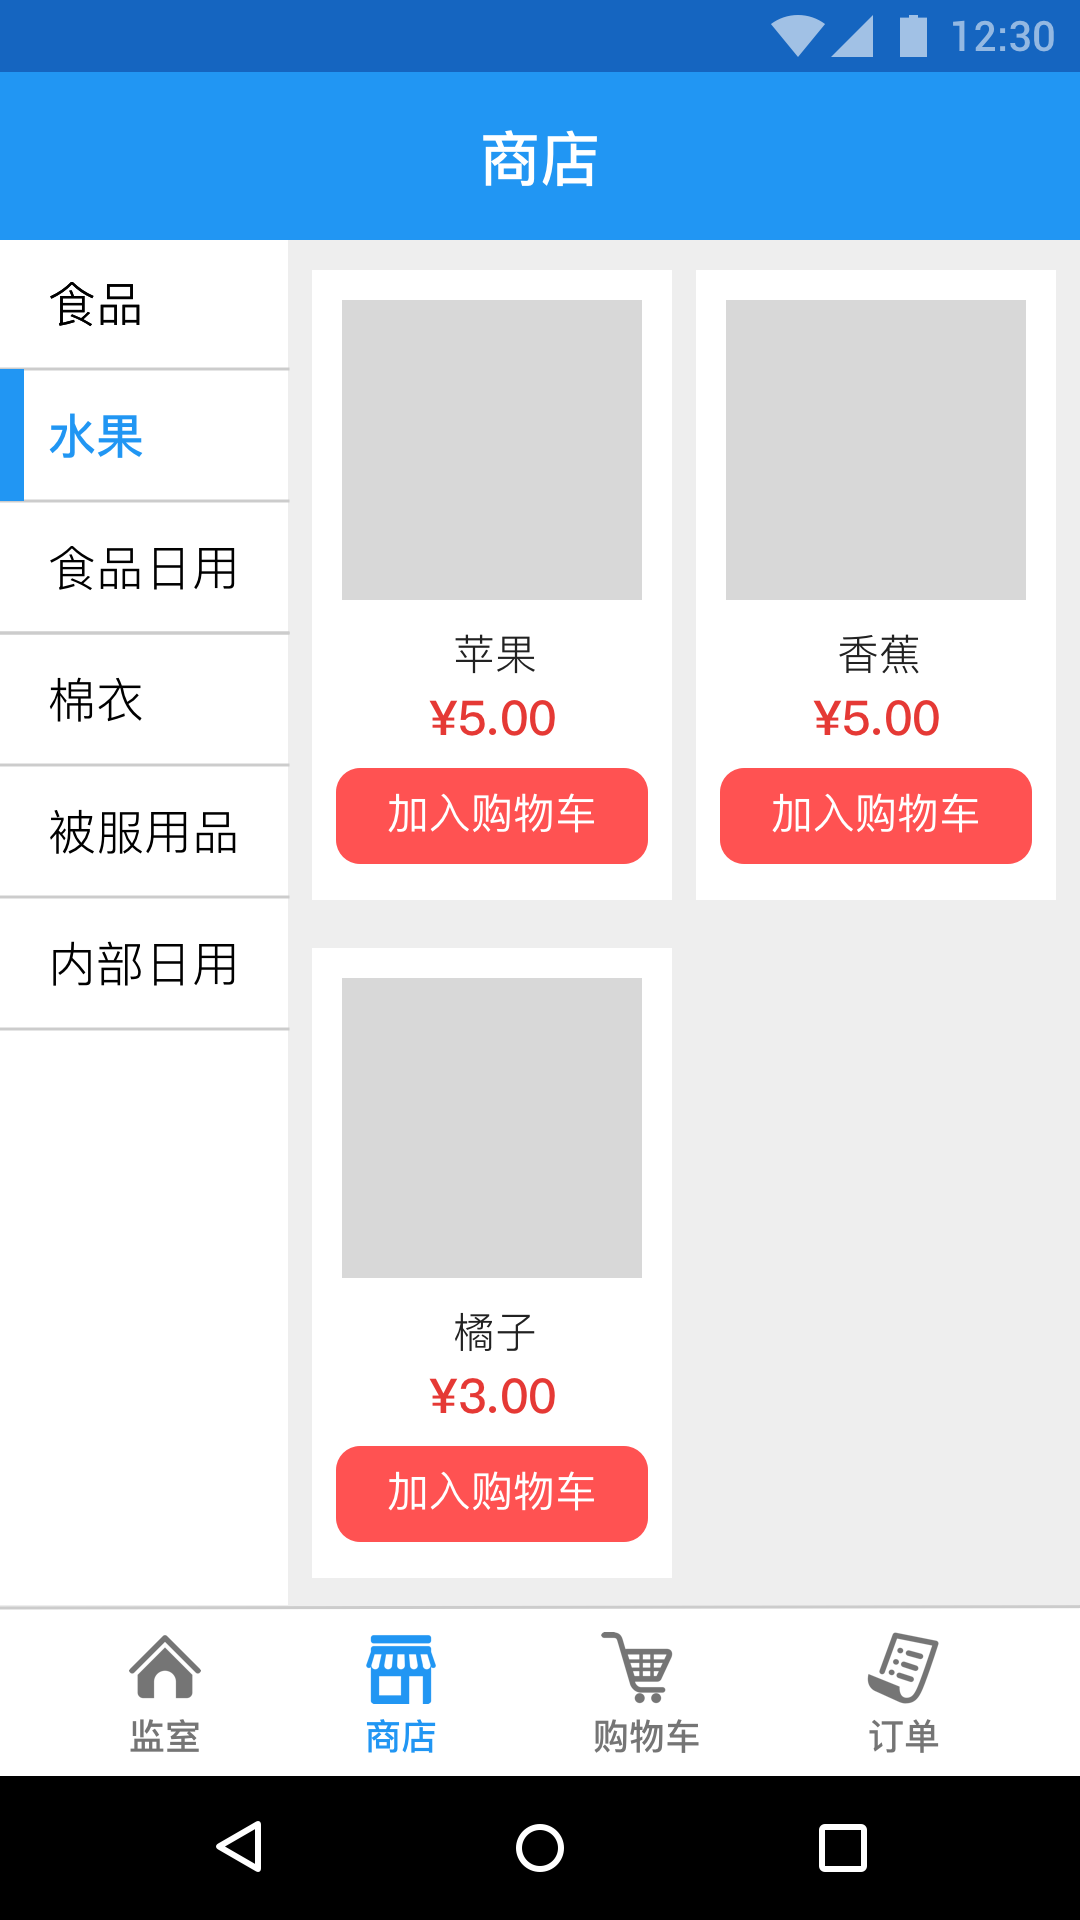 12:30
商店
食品
水果
食品日用
棉衣
被服用品
内部日用
苹果
¥5.00
加入购物车
香蕉
¥5.00
加入购物车
橘子
¥3.00
加入购物车
监室
商店
购物车
订单